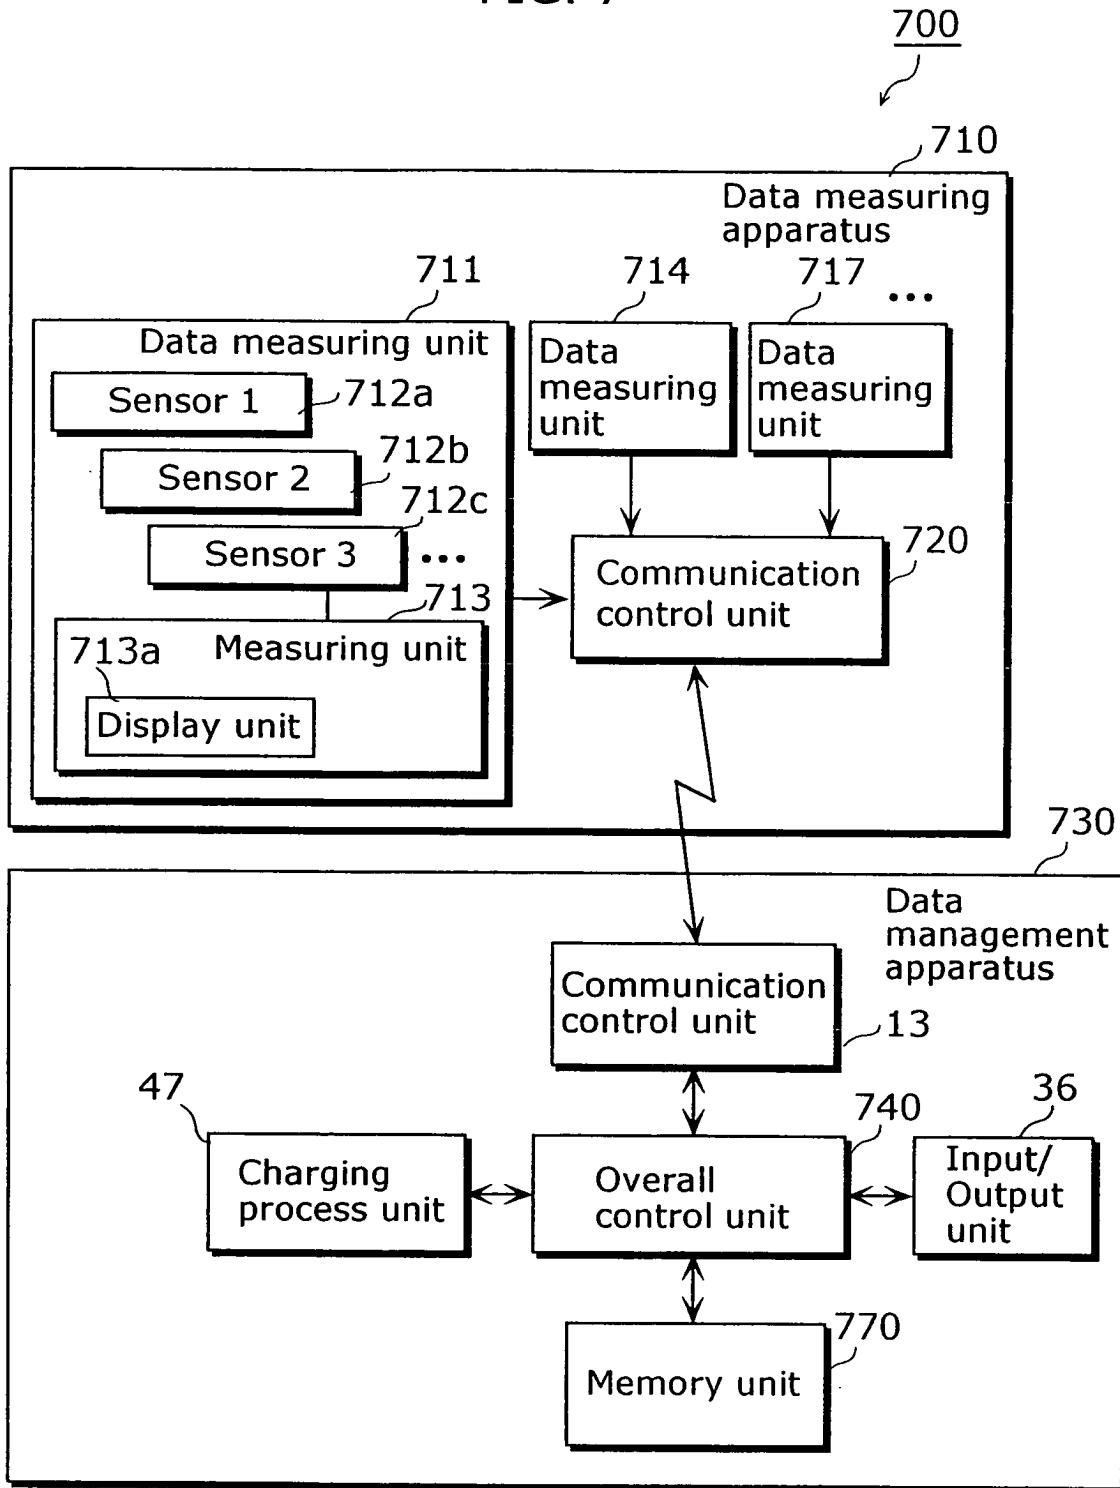 700
710
Data measuring
apparatus
711
714
717
...
Data measuring unit
Sensor 1
712a
Sensor 2
712b
Sensor 3
712c
...
713
713a
Measuring unit
Display unit
Data
measuring
unit
Data
measuring
unit
720
Communication
control unit
730
Data
management
apparatus
Communication
control unit
13
47
740
36
Charging
process unit
Overall
control unit
Input/
Output
unit
770
Memory unit